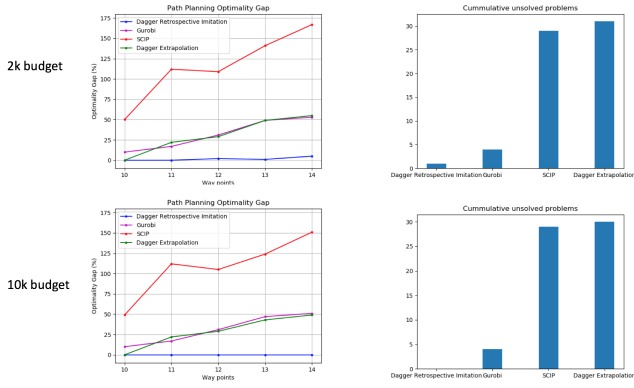 2k budget
Path Planning Optimality Gap
Optimality Gap (%)
175
150
125
100
75
50
25
0
Dagger Retrospective Imitation
Gurobi
SCIP
Dagger Extrapolation
10
11
12
13
14
Way points
Cummulative unsolved problems
30
25
20
15
10
5
0
Dagger Retrospective Imitation
Gurobi
SCIP
Dagger Extrapolation
10k budget
Path Planning Optimality Gap
Optimality Gap (%)
175
150
125
100
75
50
25
0
Dagger Retrospective Imitation
Gurobi
SCIP
Dagger Extrapolation
10
11
12
13
14
Way points
Cummulative unsolved problems
30
25
20
15
10
5
0
Dagger Retrospective Imitation
Gurobi
SCIP
Dagger Extrapolation